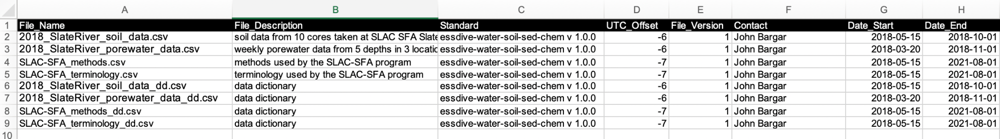 A B C D E F G H
1 File_Name File_Description Standard UTC_Offset File_Version Contact Date_Start Date_End
2 2018_SlateRiver_soil_data.csv soil data from 10 cores taken at SLAC SFA Slate essdive-water-soil-sed-chem v 1.0.0 -6 1 John Bargar 2018-05-15 2018-10-01
3 2018_SlateRiver_porewater_data.csv weekly porewater data from 5 depths in 3 locatic essdive-water-soil-sed-chem v 1.0.0 -6 1 John Bargar 2018-03-20 2018-11-01
4 SLAC-SFA_methods.csv methods used by the SLAC-SFA program essdive-water-soil-sed-chem v 1.0.0 -7 1 John Bargar 2018-05-15 2021-08-01
5 SLAC-SFA_terminology.csv terminology used by the SLAC-SFA program essdive-water-soil-sed-chem v 1.0.0 -7 1 John Bargar 2018-05-15 2021-08-01
6 2018_SlateRiver_soil_data_dd.csv data dictionary essdive-water-soil-sed-chem v 1.0.0 -6 1 John Bargar 2018-05-15 2018-10-01
7 2018_SlateRiver_porewater_data_dd.csv data dictionary essdive-water-soil-sed-chem v 1.0.0 -6 1 John Bargar 2018-03-20 2018-11-01
8 SLAC-SFA_methods_dd.csv data dictionary essdive-water-soil-sed-chem v 1.0.0 -7 1 John Bargar 2018-05-15 2021-08-01
9 SLAC-SFA_terminology_dd.csv data dictionary essdive-water-soil-sed-chem v 1.0.0 -7 1 John Bargar 2018-05-15 2021-08-01
10